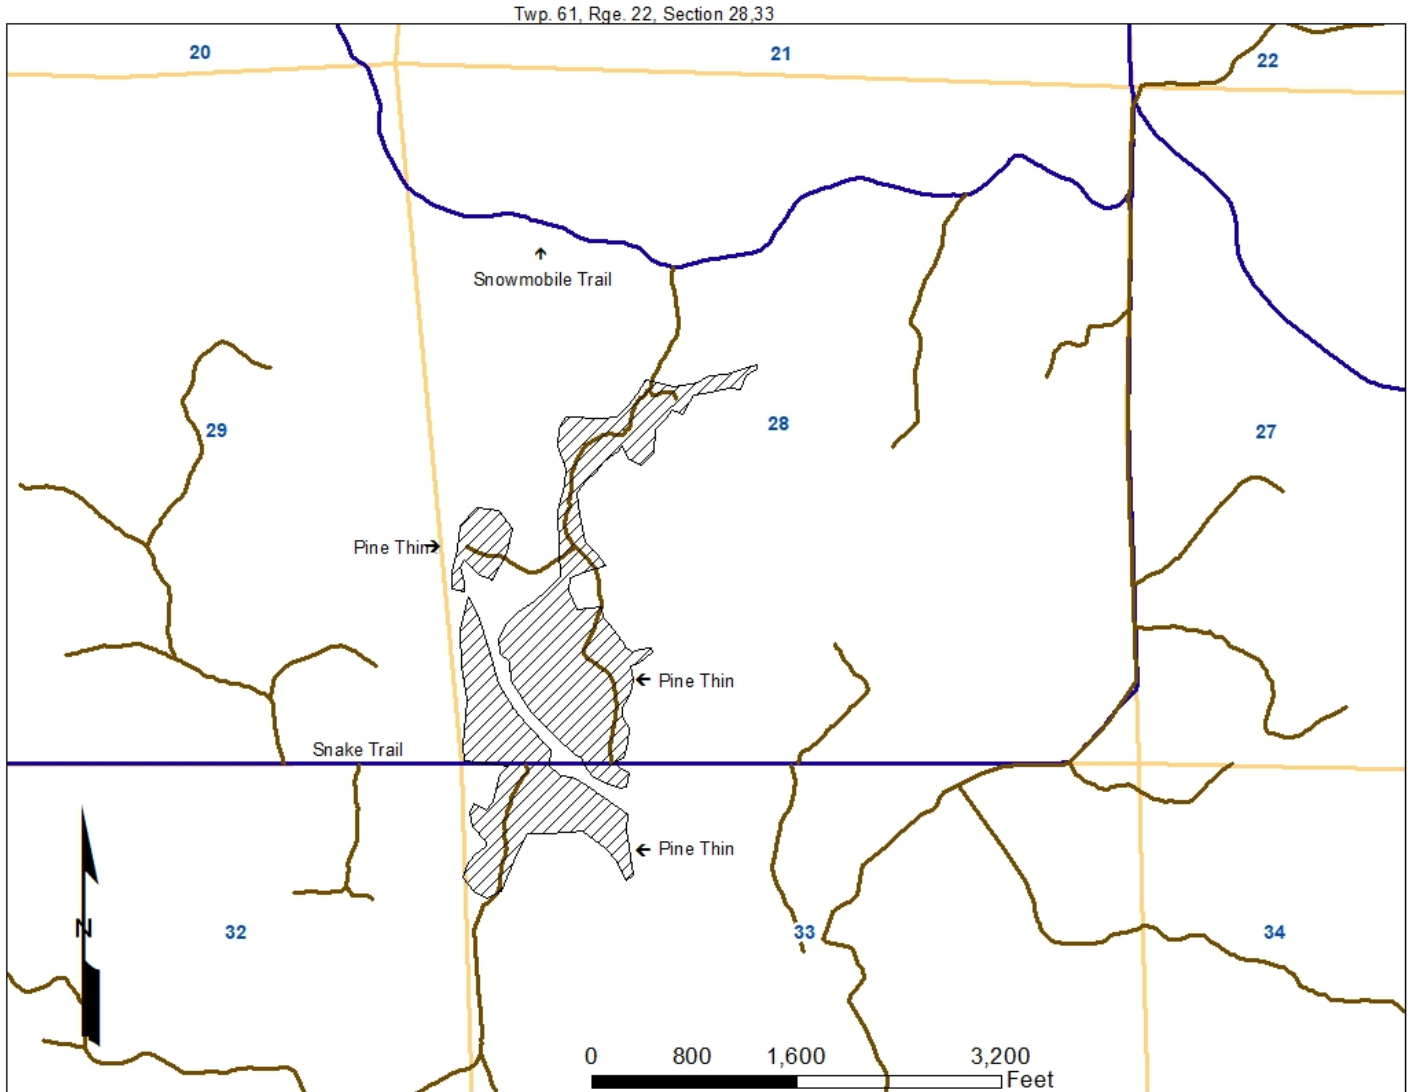 Twp. 61, Rge. 22, Section 28,33
20
21
22
Snowmobile Trail
29
28
27
Pine Thin
Pine Thin
Snake Trail
Pine Thin
N
32
33
34
0 800 1,600 3,200
Feet